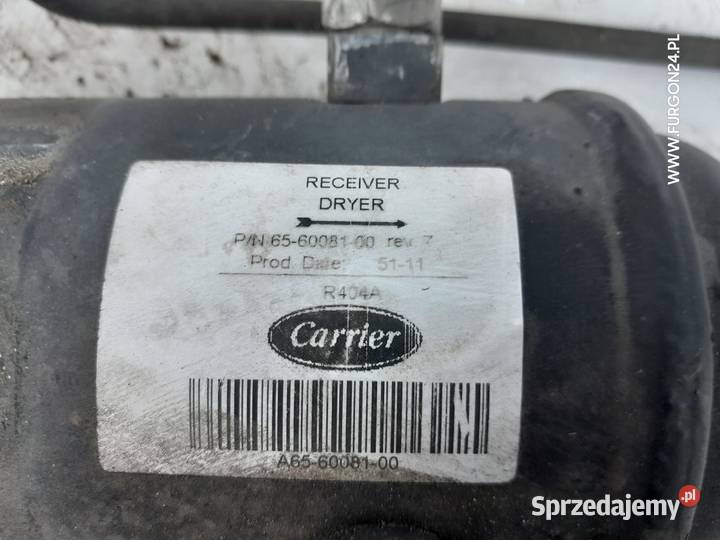 RECEIVER
DRYER
P/N 65-60081-00 rev. 7
Prod Date: 51-11
R404A
Carrier
N
A65-60081-00
WWW.FURGON24.PL
Sprzedajemy.pl